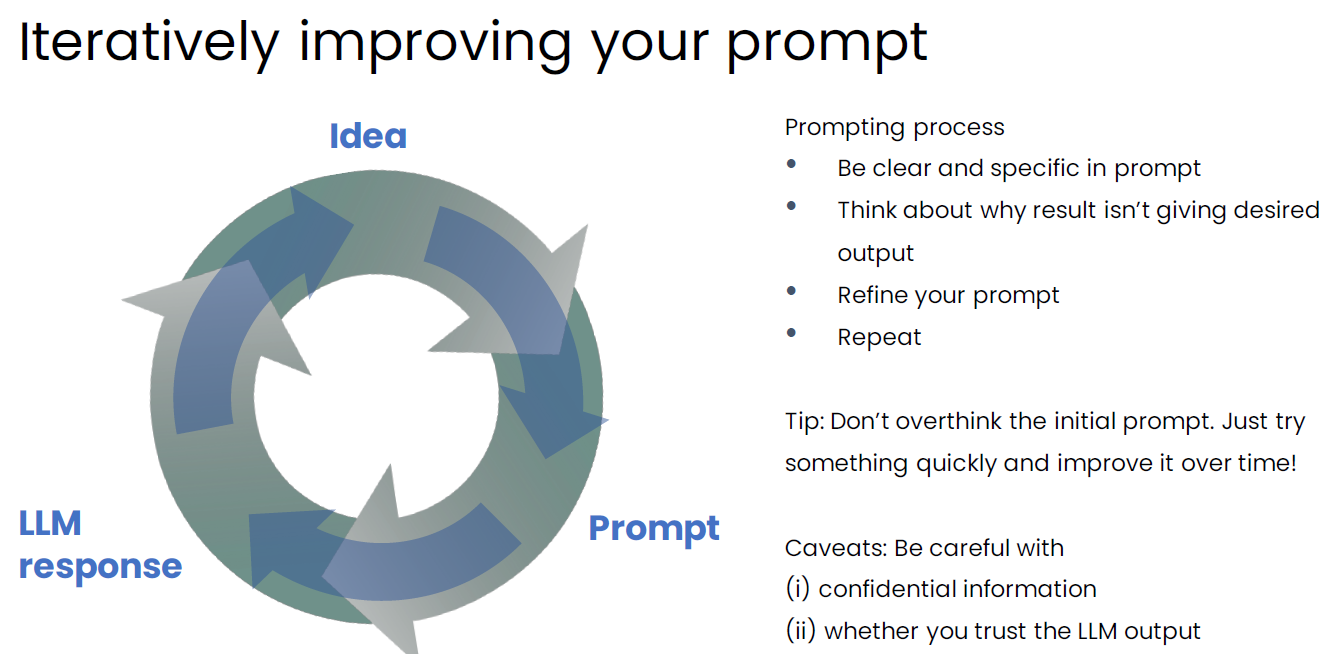 Iteratively improving your prompt
Idea
Prompt
LLM
response
Prompting process
• Be clear and specific in prompt
• Think about why result isn’t giving desired
output
• Refine your prompt
• Repeat
Tip: Don’t overthink the initial prompt. Just try
something quickly and improve it over time!
Caveats: Be careful with
(i) confidential information
(ii) whether you trust the LLM output